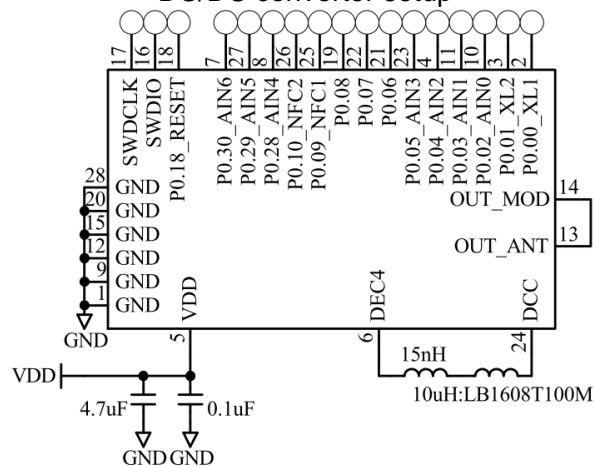 DC/DC converter setup
17
16
18
7
27
8
26
25
19
22
21
23
4
11
10
3
2
SWDCLK
SWDIO
P0.18_RESET
P0.30_AIN6
P0.29_AIN5
P0.28_AIN4
P0.10_NFC2
P0.09_NFC1
P0.08
P0.07
P0.06
P0.05_AIN3
P0.04_AIN2
P0.03_AIN1
P0.02_AIN0
P0.01_XL2
P0.00_XL1
28 GND
20 GND
15 GND
12 GND
9 GND
1 GND
GND
OUT_MOD 14
OUT_ANT 13
VDD
DEC4
DCC
5
6
24
15nH
10uH:LB1608T100M
VDD
4.7uF
0.1uF
GND GND